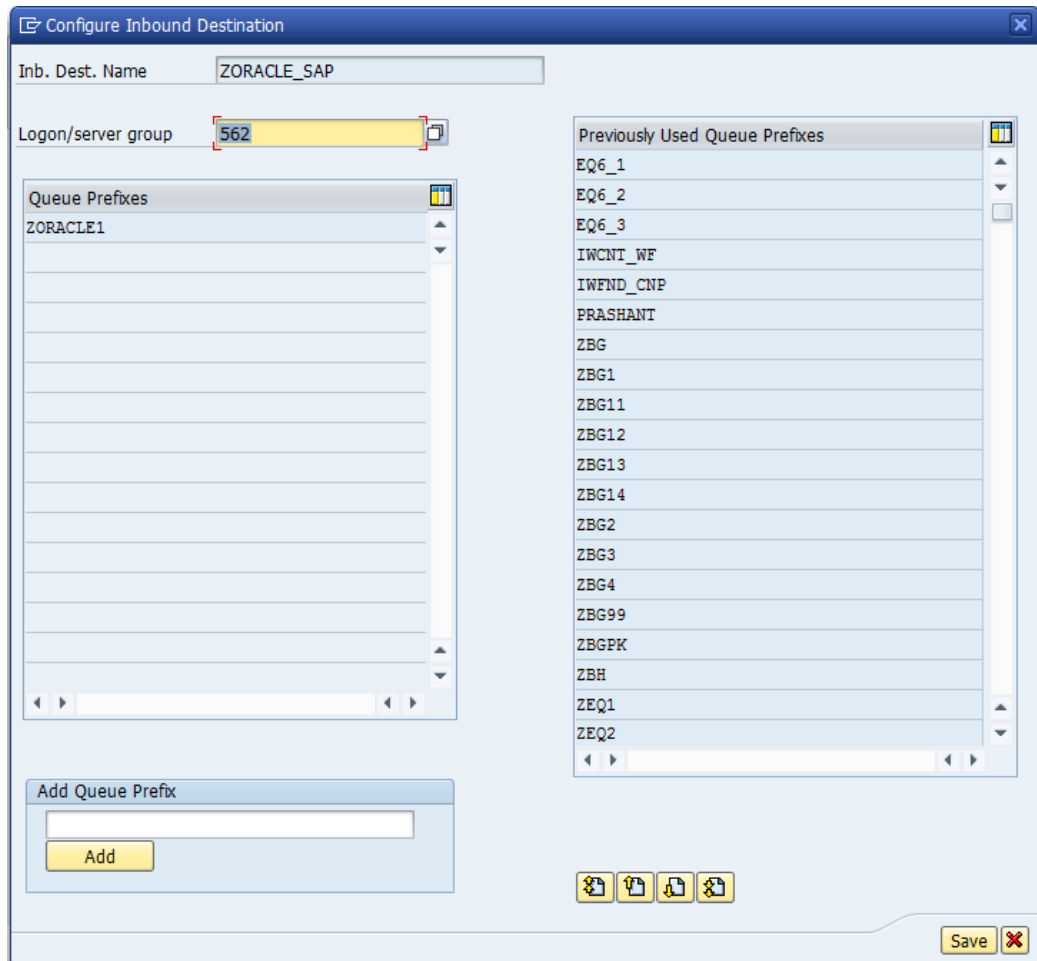 Configure Inbound Destination
Inb. Dest. Name ZORACLE_SAP
Logon/server group 562
Queue Prefixes
ZORACLE1
Add Queue Prefix
Add
Previously Used Queue Prefixes
EQ6_1
EQ6_2
EQ6_3
IWCNT_WF
IWFND_CNP
PRASHANT
ZBG
ZBG1
ZBG11
ZBG12
ZBG13
ZBG14
ZBG2
ZBG3
ZBG4
ZBG99
ZBGPK
ZBH
ZEQ1
ZEQ2
Save